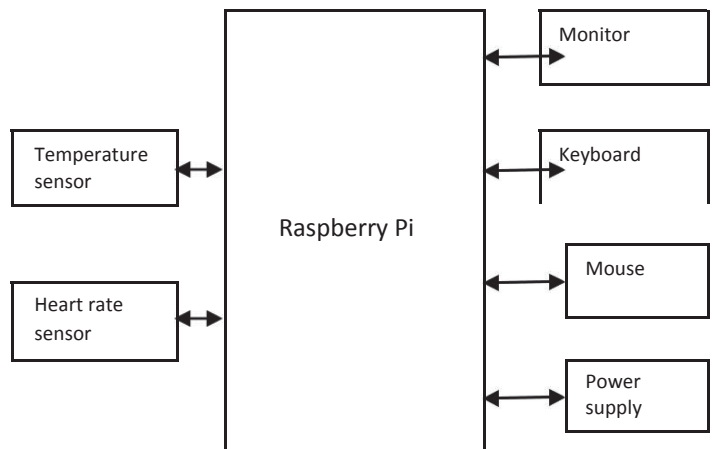 Monitor
Temperature
sensor
Keyboard
Raspberry Pi
Heart rate
sensor
Mouse
Power
supply